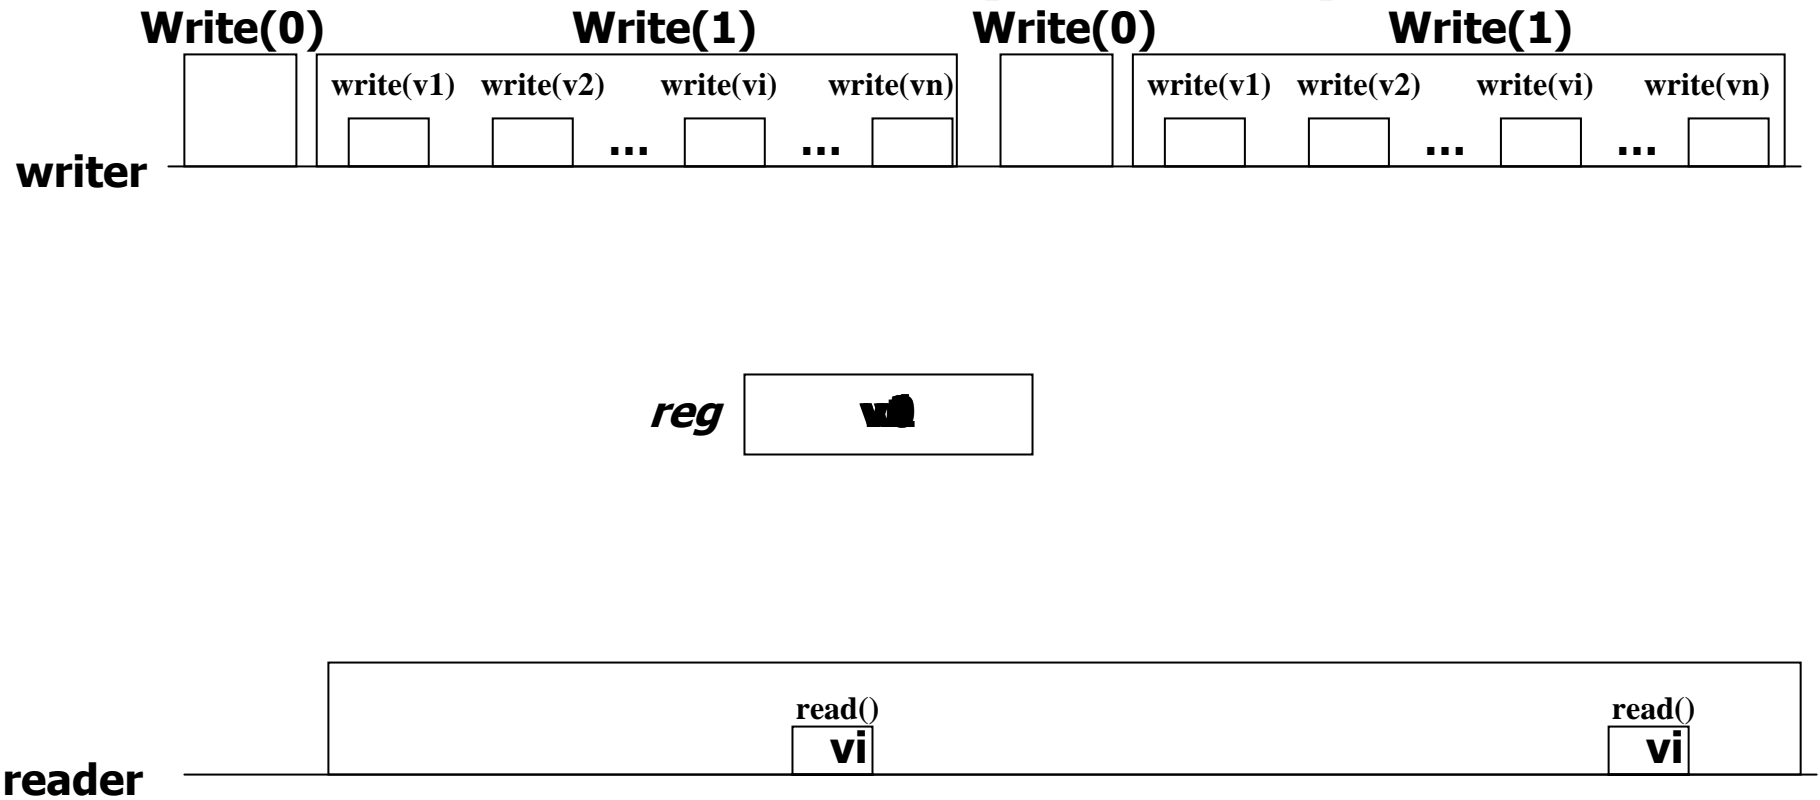 Write(0) Write(1) Write(0) Write(1)
write(v1) write(v2) write(vi) write(vn) write(v1) write(v2) write(vi) write(vn)
... ... ... ...
writer
reg
read() read()
vi vi
reader